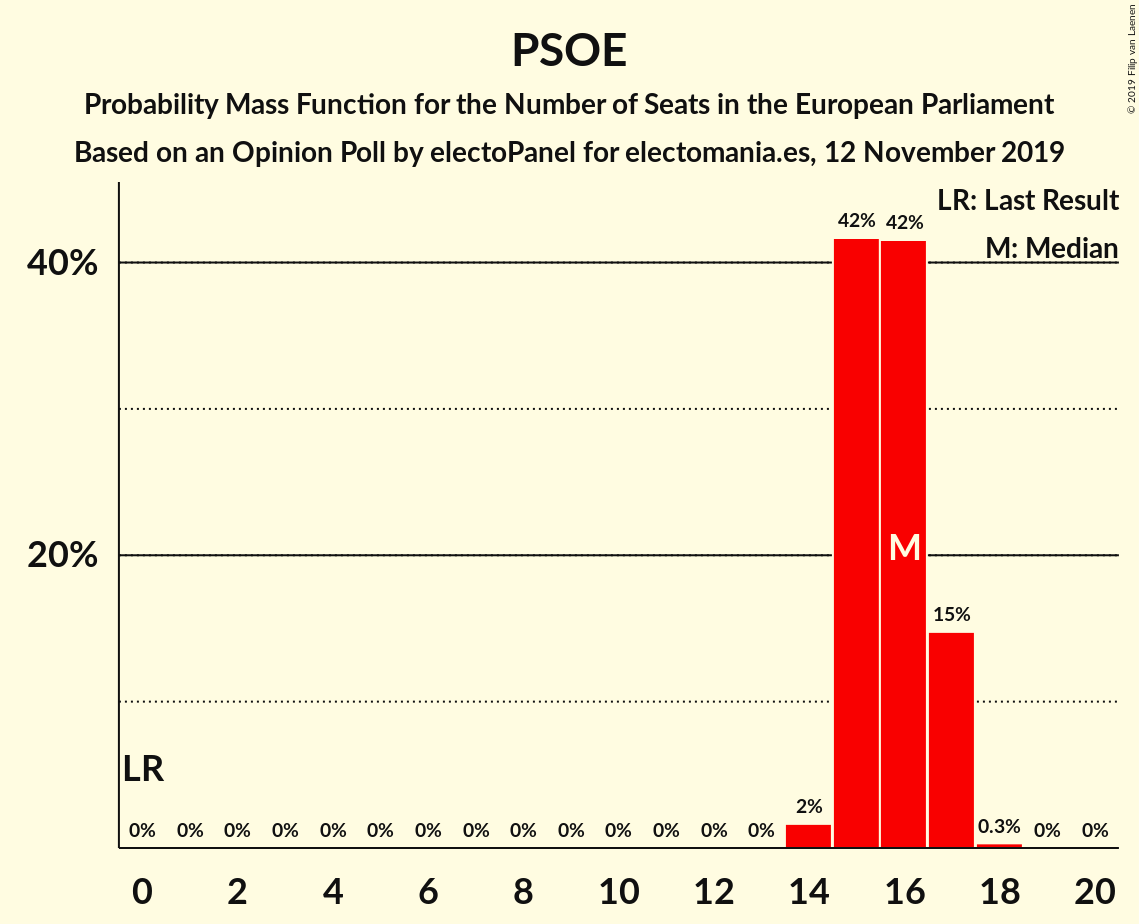 PSOE
Probability Mass Function for the Number of Seats in the European Parliament
Based on an Opinion Poll by electoPanel for electomania.es, 12 November 2019
© 2019 Filip van Laenen
LR: Last Result
M: Median
42% 42%
40%
20%
M
15%
LR
0% 0% 0% 0% 0% 0% 0% 0% 0% 0% 0% 0% 0% 0% 2% 0.3% 0% 0%
0 2 4 6 8 10 12 14 16 18 20